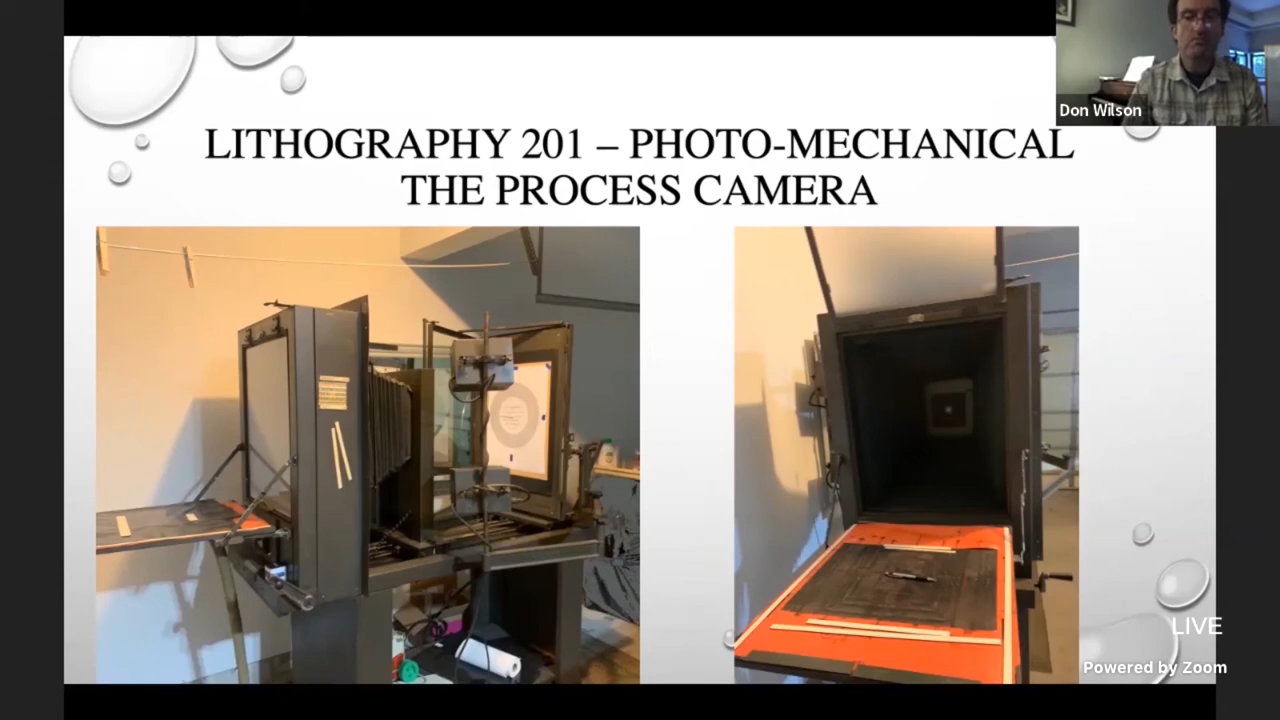 Don Wilson
LITHOGRAPHY 201 – PHOTO-MECHANICAL
THE PROCESS CAMERA
LIVE
Powered by Zoom